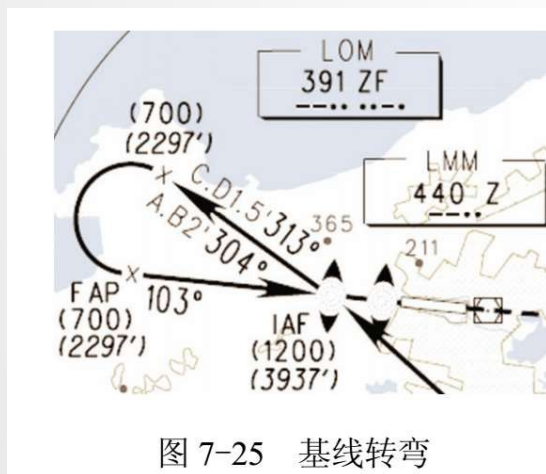 LOM
391 ZF
LMM
440 Z
(700)
(2297')
C.D1.5'313°
A.B2'304°
365
211
FAP
(700)
(2297')
103°
IAF
(1200)
(3937')
图 7-25 基线转弯